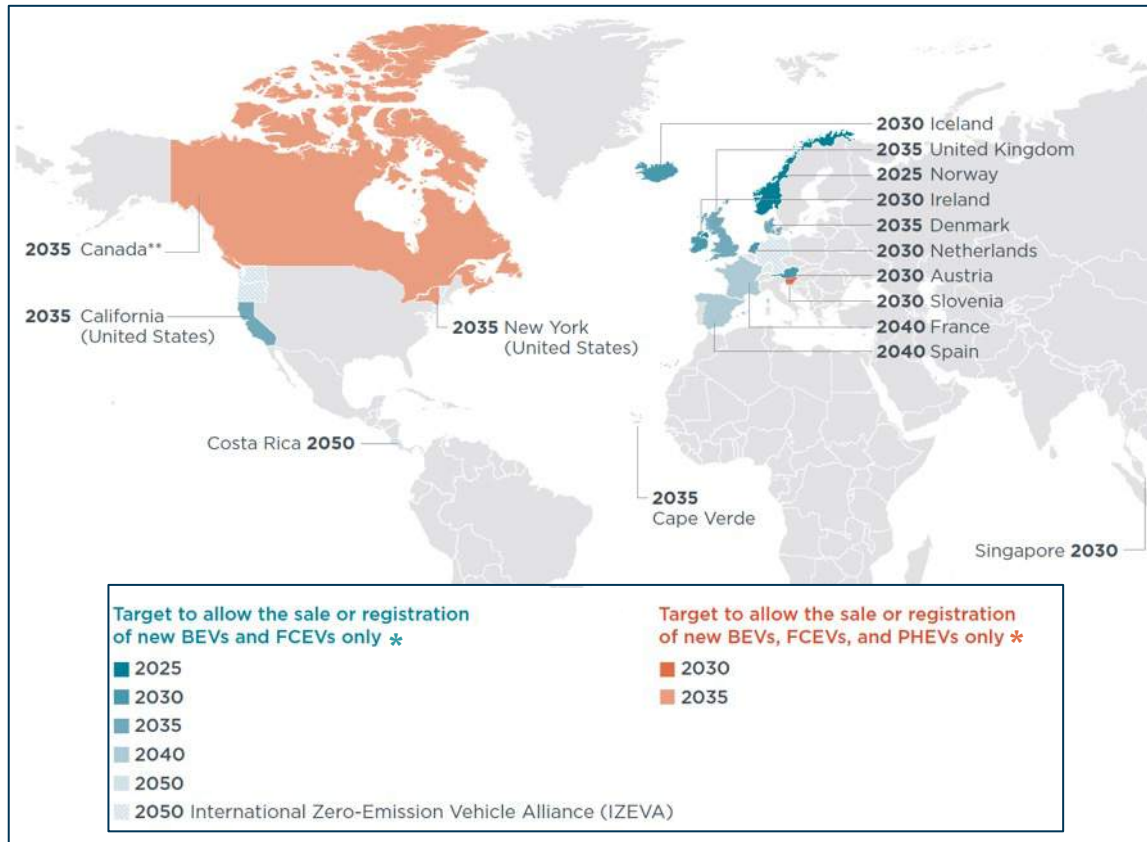 2030 Iceland
2035 United Kingdom
2025 Norway
2030 Ireland
2035 Denmark
2030 Netherlands
2030 Austria
2030 Slovenia
2040 France
2040 Spain
2035 Canada**
2035 California
(United States)
2035 New York
(United States)
Costa Rica 2050
2035
Cape Verde
Singapore 2030
Target to allow the sale or registration
of new BEVs and FCEVs only *
2025
2030
2035
2040
2050
2050 International Zero-Emission Vehicle Alliance (IZEVA)
Target to allow the sale or registration
of new BEVs, FCEVs, and PHEVs only *
2030
2035